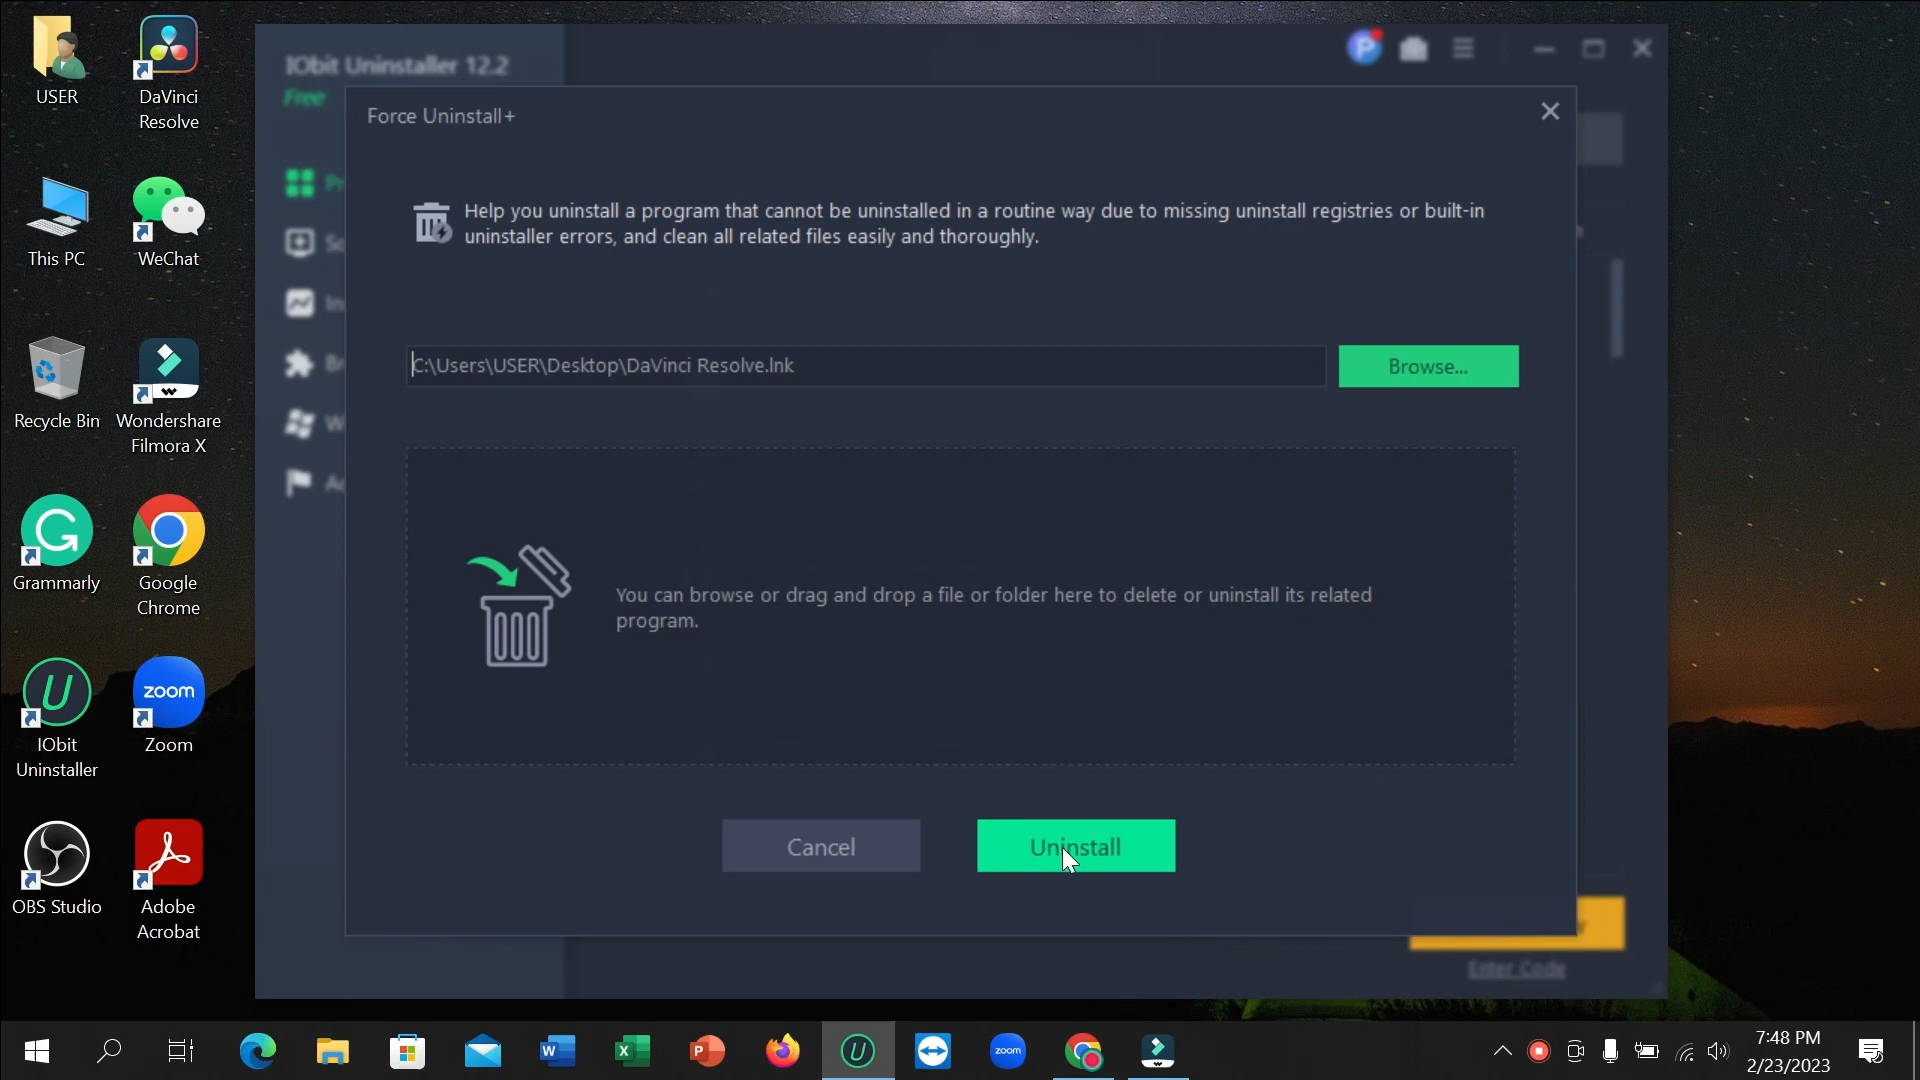 USER
DaVinci
Resolve
This PC
WeChat
Recycle Bin
Wondershare
Filmora X
Grammarly
Google
Chrome
IObit
Uninstaller
zoom
Zoom
OBS Studio
Adobe
Acrobat
IObit Uninstaller 12.2
Free
Force Uninstall+
Help you uninstall a program that cannot be uninstalled in a routine way due to missing uninstall registries or built-in
uninstaller errors, and clean all related files easily and thoroughly.
C:\Users\USER\Desktop\DaVinci Resolve.lnk
Browse...
You can browse or drag and drop a file or folder here to delete or uninstall its related
program.
Cancel
Uninstall
Enter Code
zoom
7:48 PM
2/23/2023